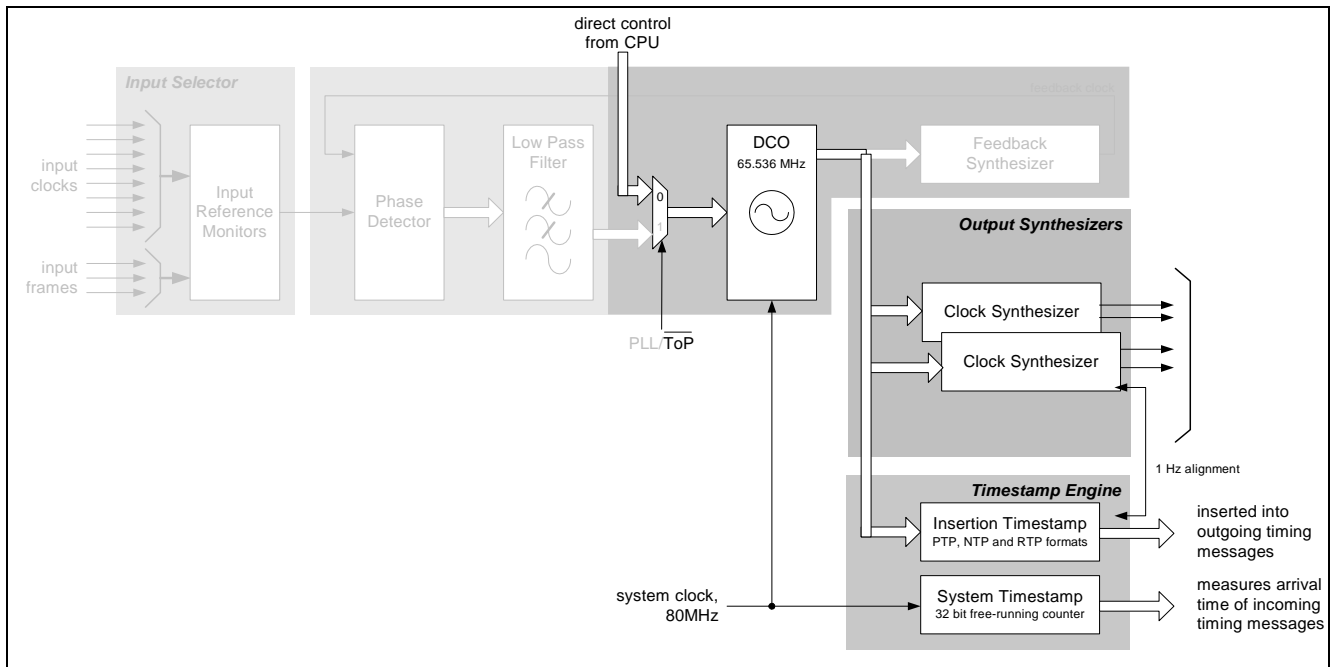 direct control
from CPU
Input Selector
feedback clock
input
clocks
Input
Reference
Monitors
input
frames
Phase
Detector
Low Pass
Filter
0
1
PLL/ToP
DCO
65.536 MHz
Feedback
Synthesizer
Output Synthesizers
Clock Synthesizer
Clock Synthesizer
1 Hz alignment
Timestamp Engine
Insertion Timestamp
PTP, NTP and RTP formats
inserted into
outgoing timing
messages
system clock,
80MHz
System Timestamp
32 bit free-running counter
measures arrival
time of incoming
timing messages